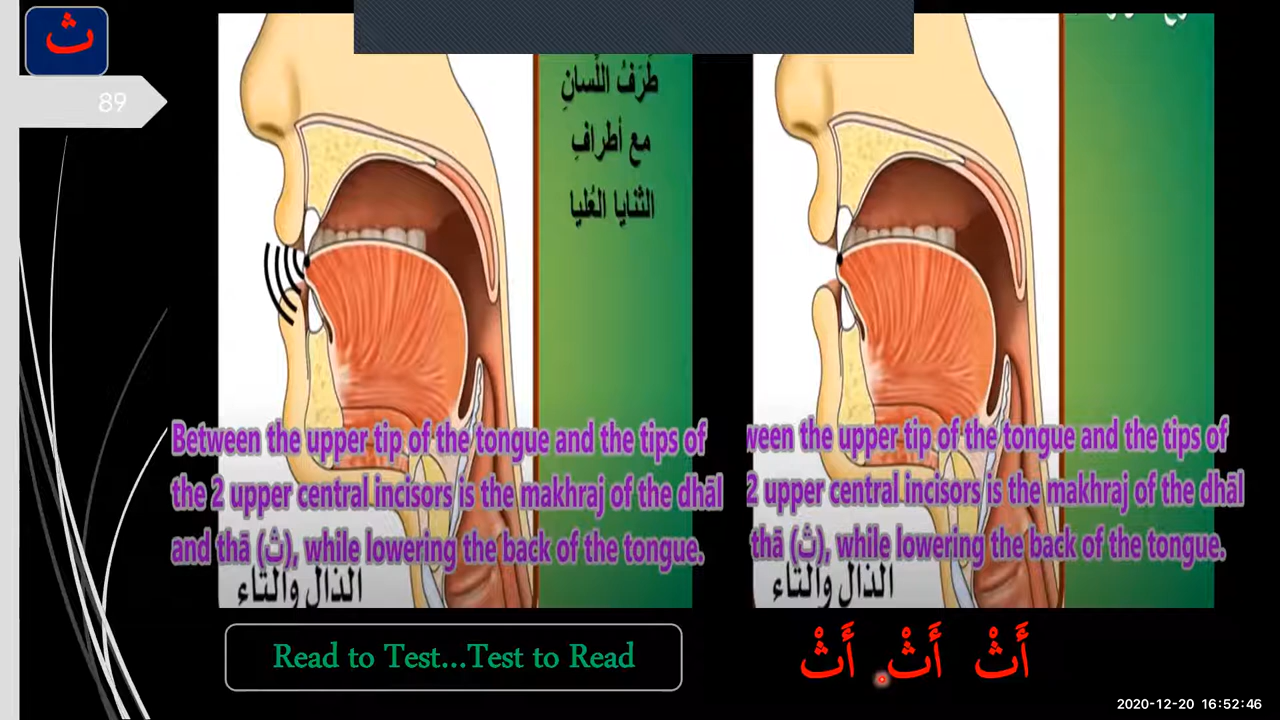 ث
89
طَرَفُ اللِّسانِ
مع أطرافِ
الثنايا العُليا
Between the upper tip of the tongue and the tips of
the 2 upper central incisors is the makhraj of the dhāl
and thā (ث), while lowering the back of the tongue.
الذال والثاء
ween the upper tip of the tongue and the tips of
2 upper central incisors is the makhraj of the dhāl
thā (ث), while lowering the back of the tongue.
الذال والثاء
Read to Test...Test to Read
أَثْ أَثْ أَثْ
2020-12-20 16:52:46